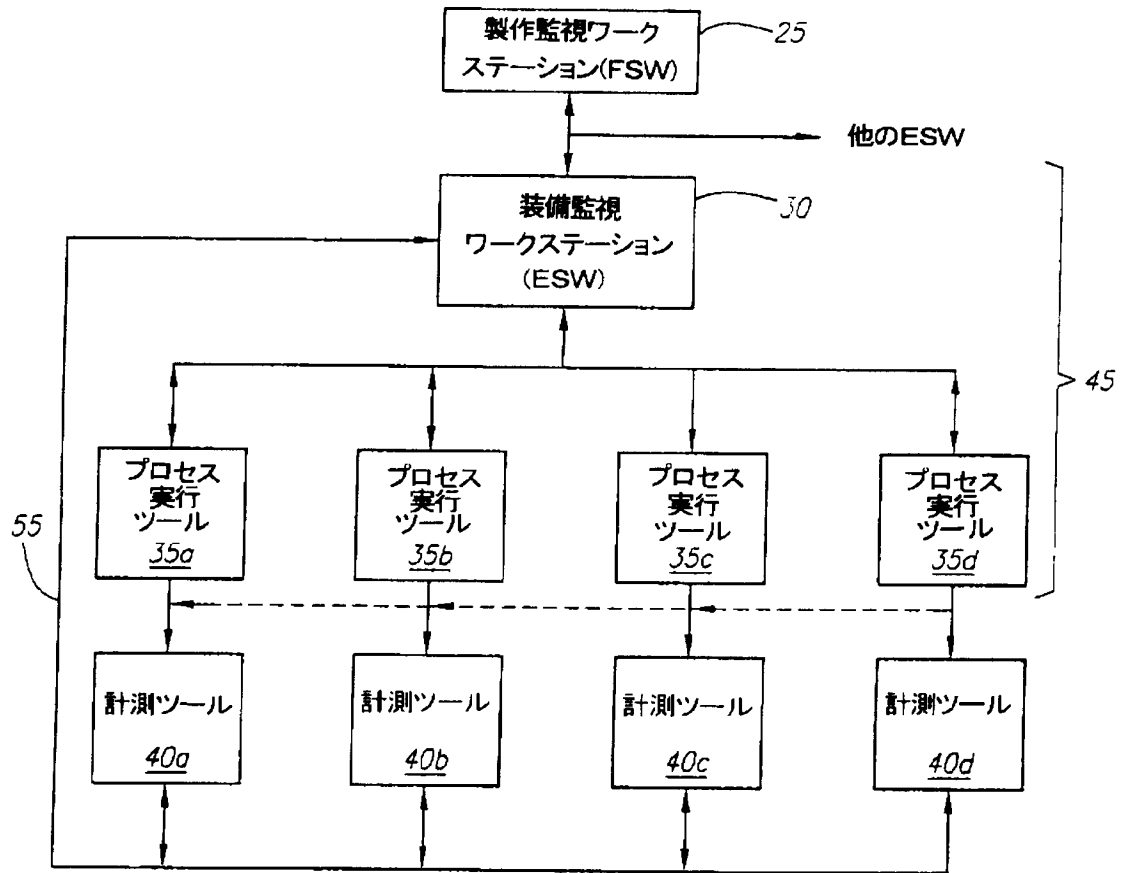 製作監視ワーク
ステーション(FSW)
25
他のESW
装備監視
ワークステーション
(ESW)
30
45
プロセス
実行
ツール
35a
プロセス
実行
ツール
35b
プロセス
実行
ツール
35c
プロセス
実行
ツール
35d
55
計測ツール
40a
計測ツール
40b
計測ツール
40c
計測ツール
40d